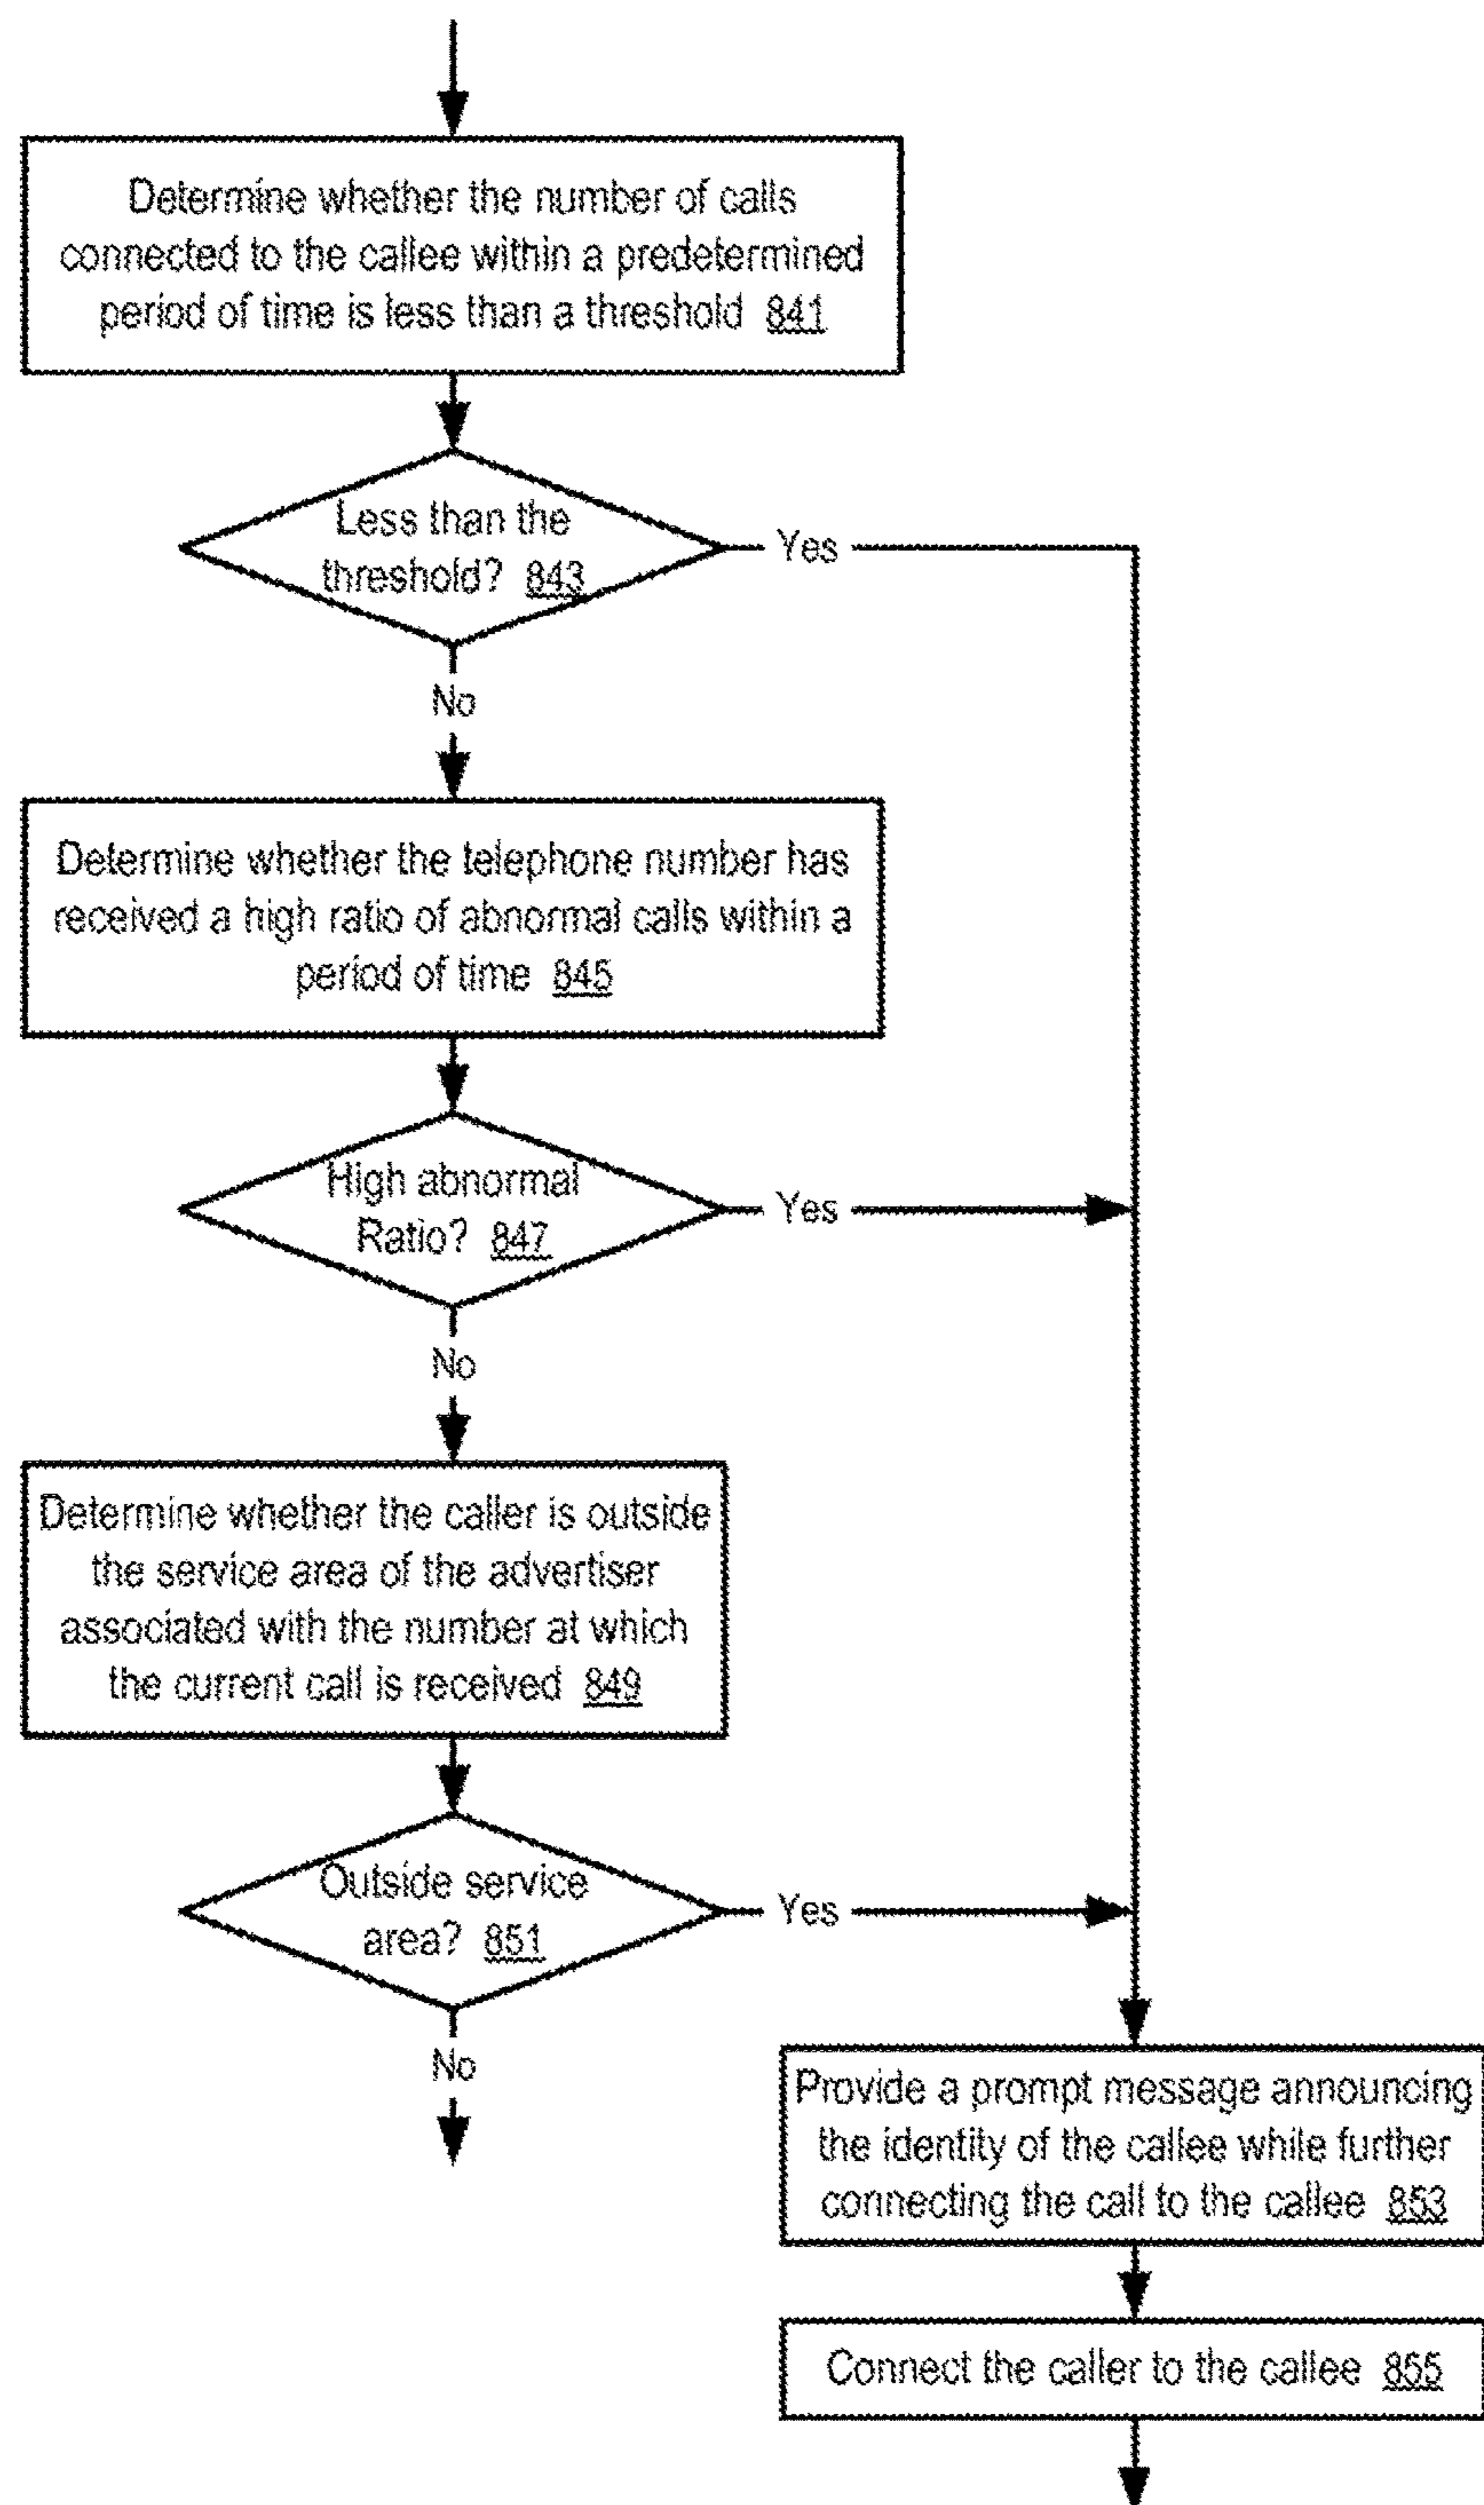 Determine whether the number of calls
connected to the callee within a predetermined
period of time is less than a threshold 841
Less than the
threshold? 843
Yes
No
Determine whether the telephone number has
received a high ratio of abnormal calls within a
period of time 845
High abnormal
Ratio? 847
Yes
No
Determine whether the caller is outside
the service area of the advertiser
associated with the number at which
the current call is received 849
Outside service
area? 851
Yes
No
Provide a prompt message announcing
the identity of the callee while further
connecting the call to the callee 853
Connect the caller to the callee 855